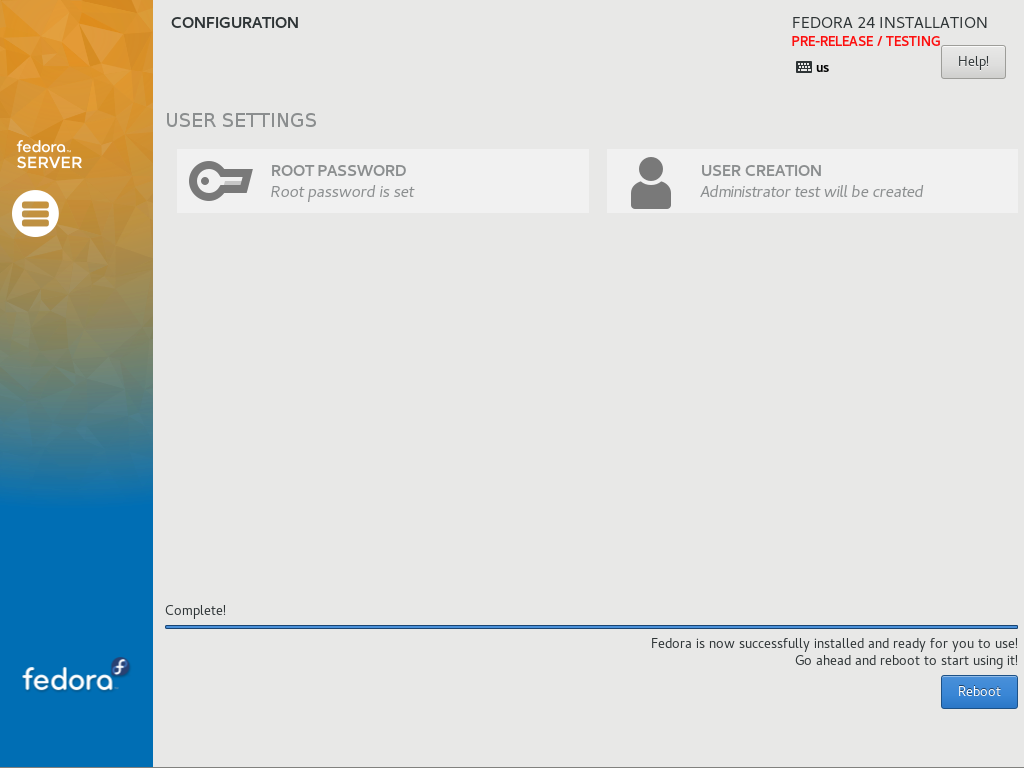 CONFIGURATION
FEDORA 24 INSTALLATION
PRE-RELEASE / TESTING
us
Help!
fedora
SERVER
USER SETTINGS
ROOT PASSWORD
Root password is set
USER CREATION
Administrator test will be created
Complete!
Fedora is now successfully installed and ready for you to use!
Go ahead and reboot to start using it!
Reboot
fedora